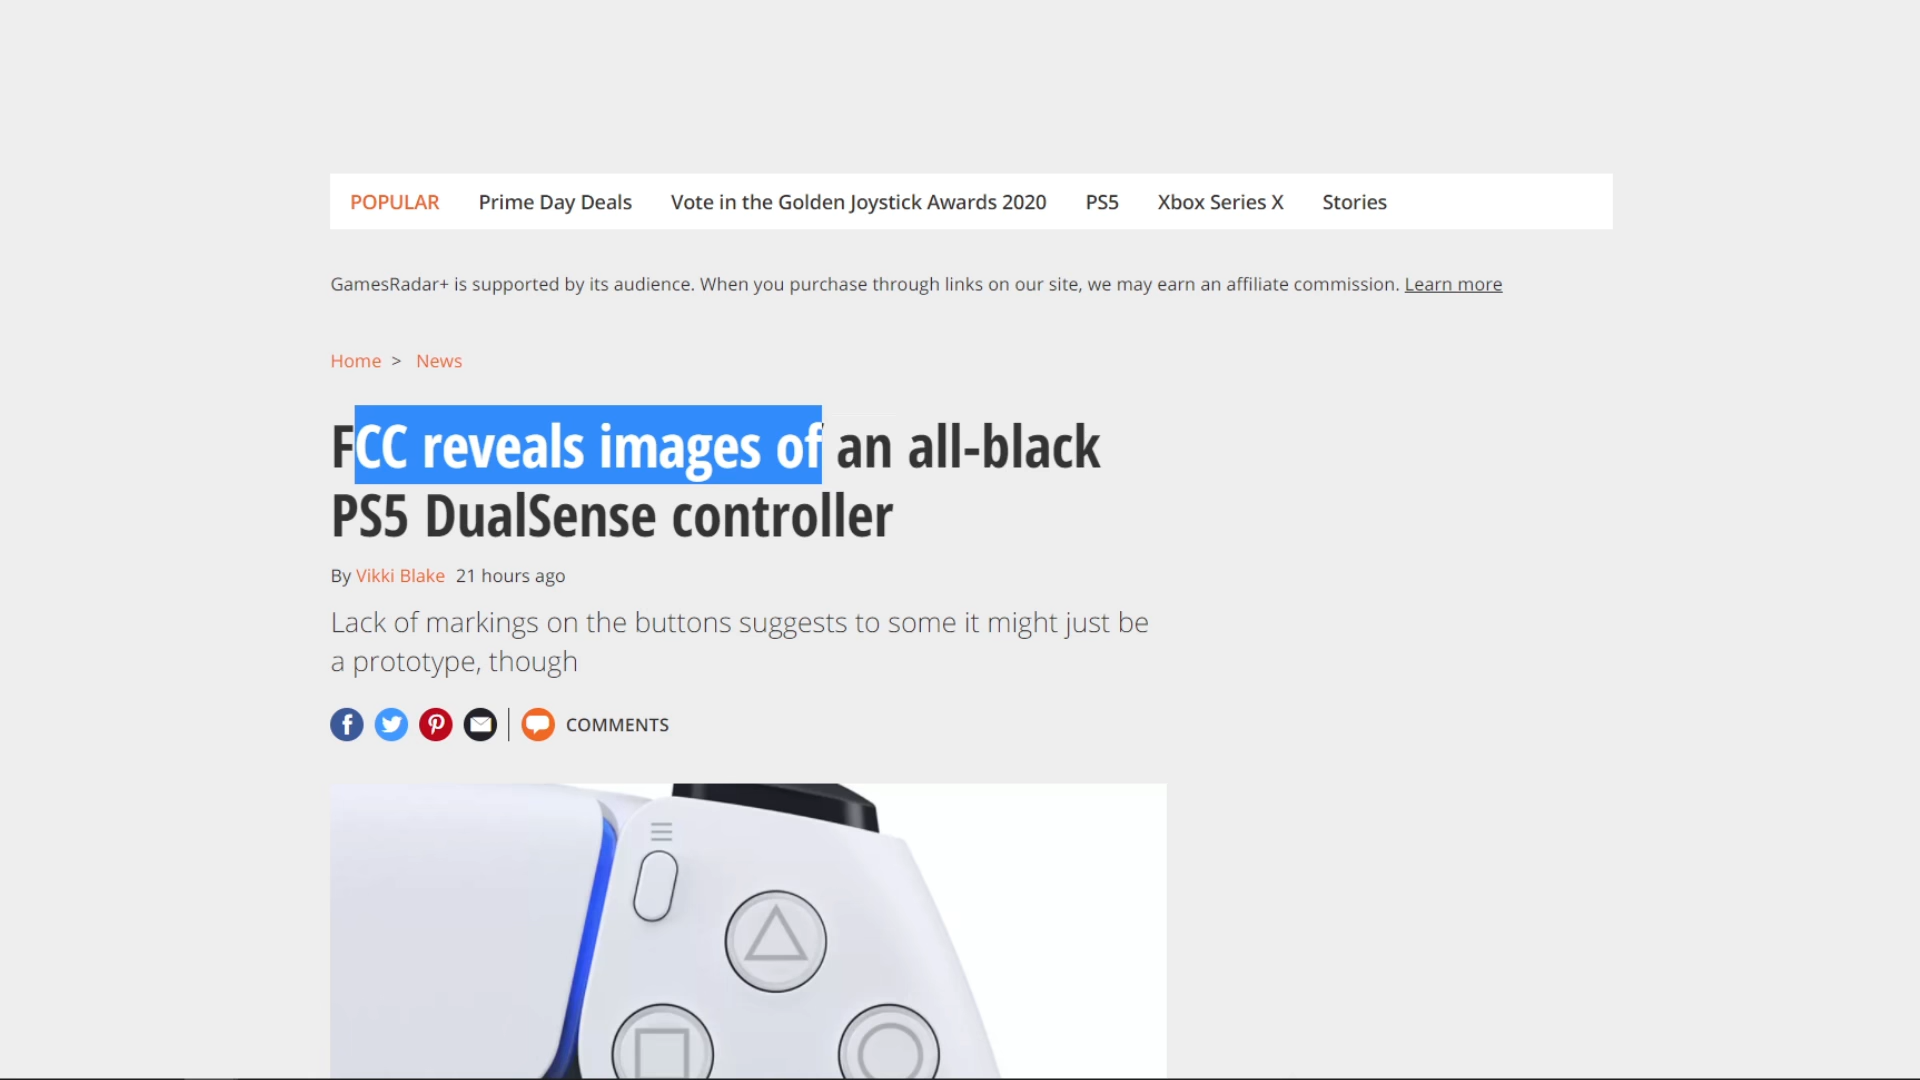 POPULAR Prime Day Deals Vote in the Golden Joystick Awards 2020 PS5 Xbox Series X Stories
GamesRadar+ is supported by its audience. When you purchase through links on our site, we may earn an affiliate commission. Learn more
Home > News
FCC reveals images of an all-black
PS5 DualSense controller
By Vikki Blake 21 hours ago
Lack of markings on the buttons suggests to some it might just be
a prototype, though
COMMENTS